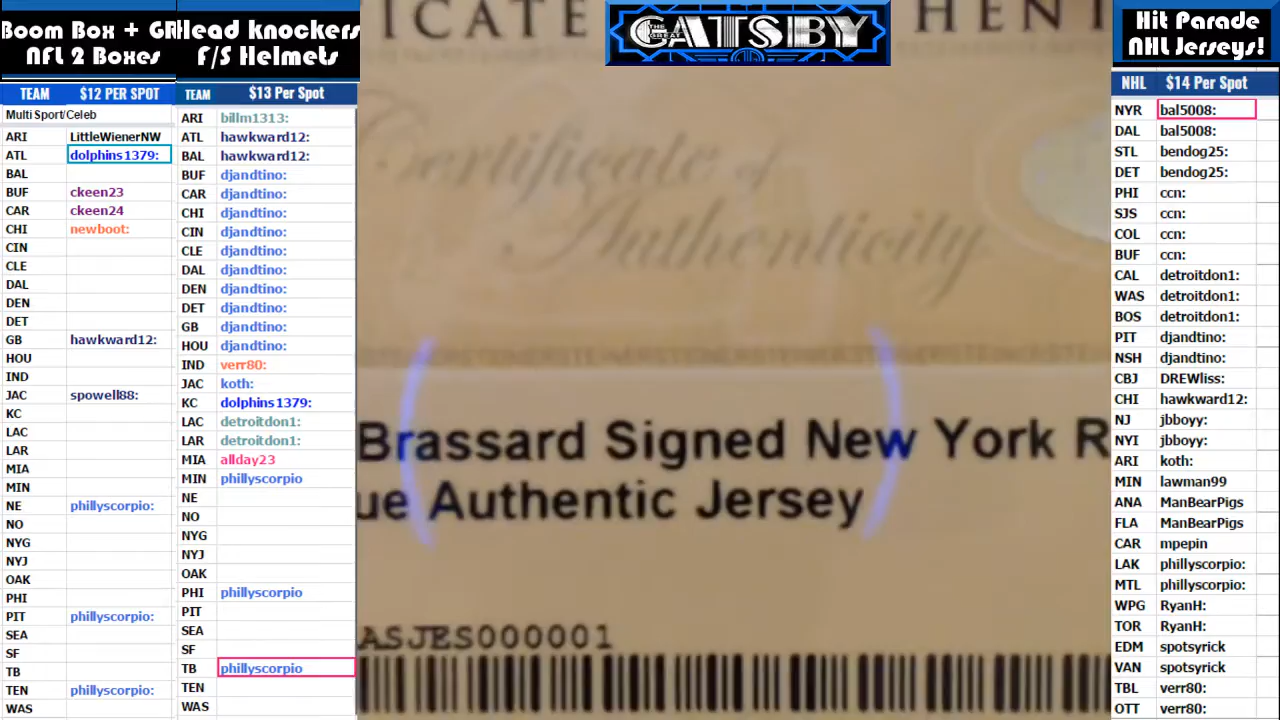 Boom Box + GR
NFL 2 Boxes
TEAM $12 PER SPOT
Multi Sport/Celeb
ARI LittleWienerNW
ATL dolphins1379:
BAL
BUF ckeen23
CAR ckeen24
CHI newboot:
CIN
CLE
DAL
DEN
DET
GB hawkward12:
HOU
IND
JAC spowell88:
KC
LAC
LAR
MIA
MIN
NE phillyscorpio:
NO
NYG
NYJ
OAK
PHI
PIT phillyscorpio:
SEA
SF
TB
TEN phillyscorpio:
WAS
Head knockers
F/S Helmets
TEAM $13 Per Spot
ARI billm1313:
ATL hawkward12:
BAL hawkward12:
BUF djandtino:
CAR djandtino:
CHI djandtino:
CIN djandtino:
CLE djandtino:
DAL djandtino:
DEN djandtino:
DET djandtino:
GB djandtino:
HOU djandtino:
IND verr80:
JAC koth:
KC dolphins1379:
LAC detroitdon1:
LAR detroitdon1:
MIA allday23
MIN phillyscorpio
NE
NO
NYG
NYJ
OAK
PHI phillyscorpio
PIT
SEA
SF
TB phillyscorpio
TEN
WAS
ICATE HENT
THE GREAT GATSBY
Certificate of
Authenticity
Brassard Signed New York R
ue Authentic Jersey
ASJES000001
Hit Parade
NHL Jerseys!
NHL $14 Per Spot
NYR bal5008:
DAL bal5008:
STL bendog25:
DET bendog25:
PHI ccn:
SJS ccn:
COL ccn:
BUF ccn:
CAL detroitdon1:
WAS detroitdon1:
BOS detroitdon1:
PIT djandtino:
NSH djandtino:
CBJ DREWliss:
CHI hawkward12:
NJ jbboyy:
NYI jbboyy:
ARI koth:
MIN lawman99
ANA ManBearPigs
FLA ManBearPigs
CAR mpepin
LAK phillyscorpio:
MTL phillyscorpio:
WPG RyanH:
TOR RyanH:
EDM spotsyrick
VAN spotsyrick
TBL verr80:
OTT verr80: